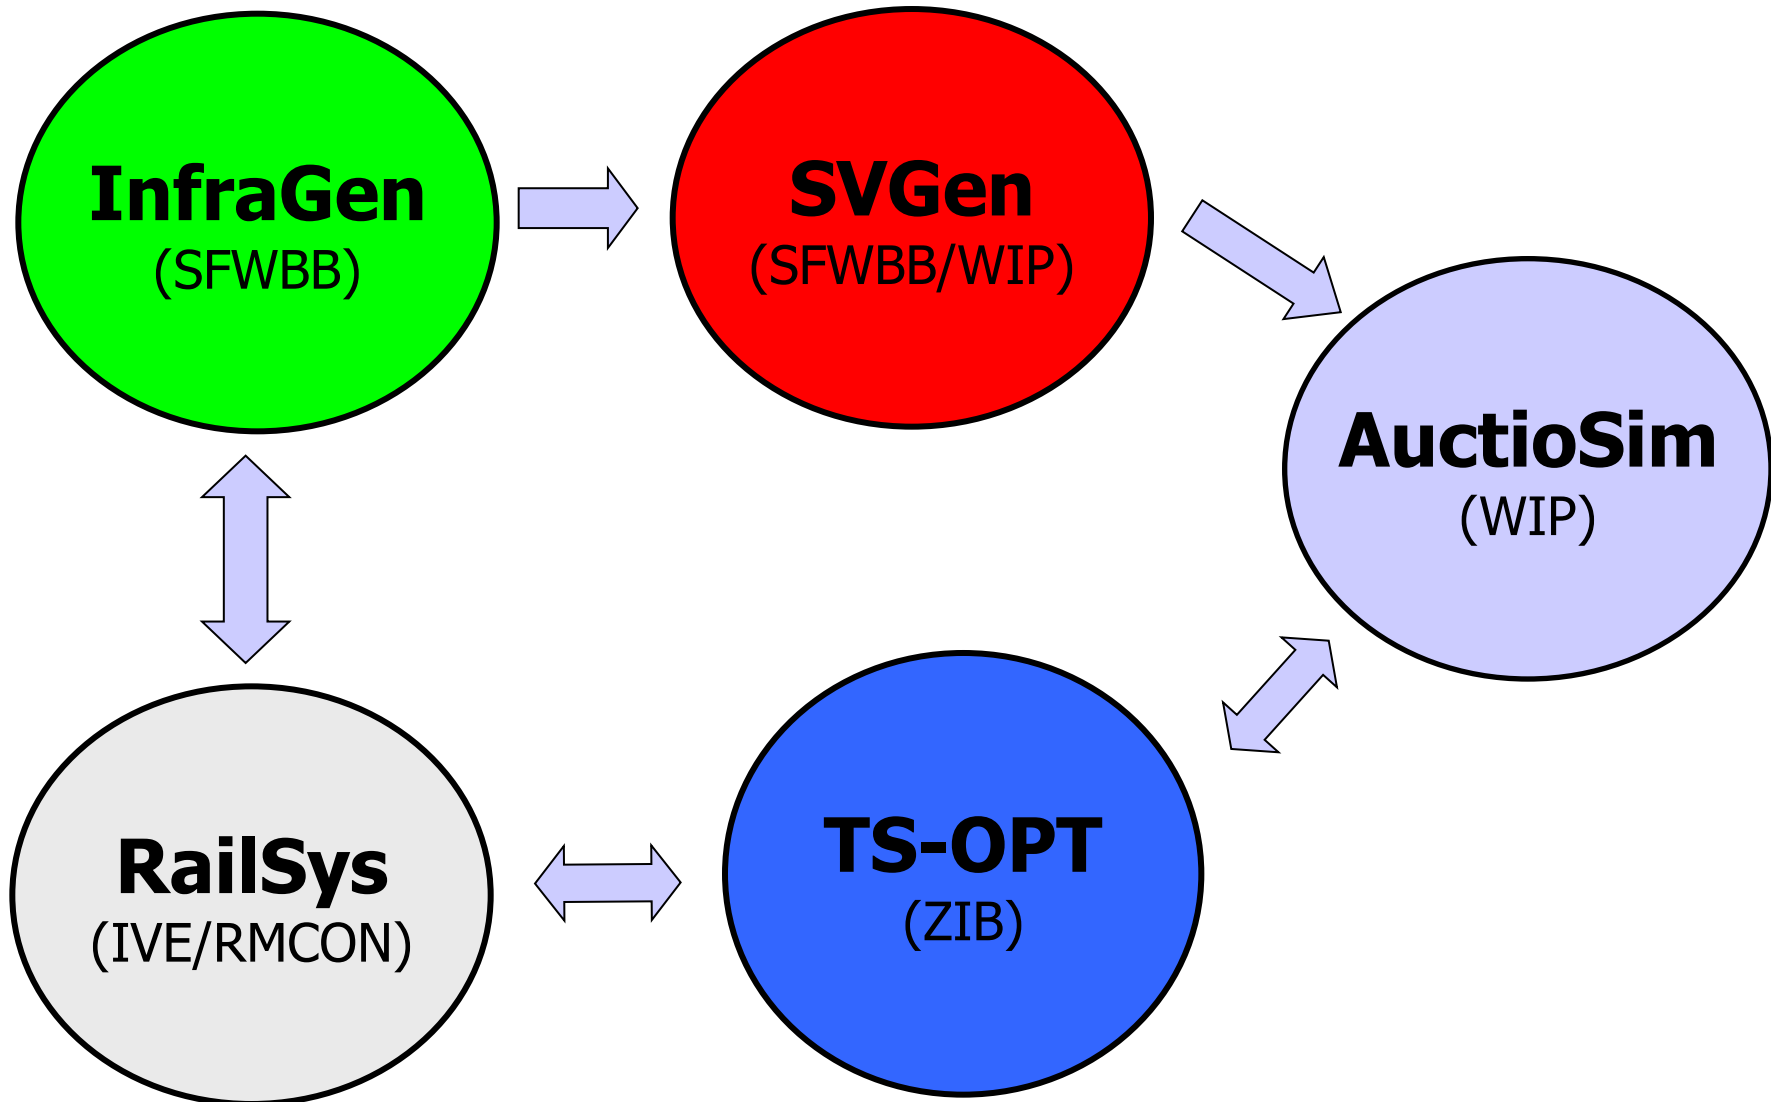 InfraGen
(SFWBB)
SVGen
(SFWBB/WIP)
AuctioSim
(WIP)
RailSys
(IVE/RMCON)
TS-OPT
(ZIB)